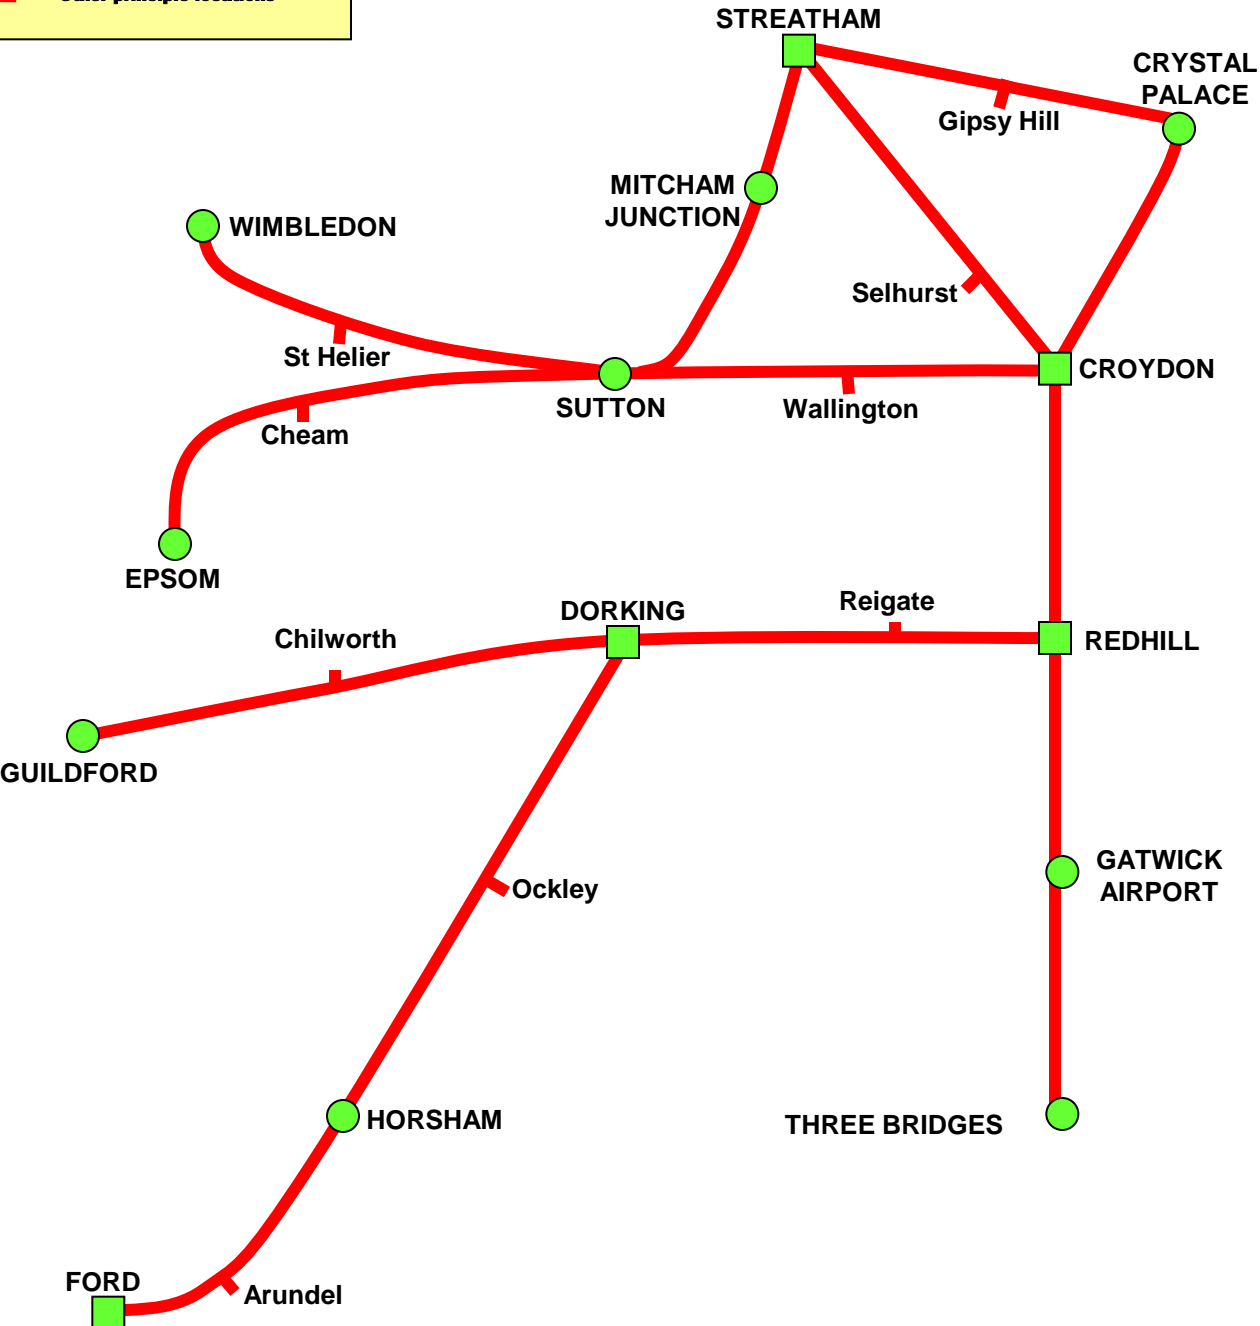 STREATHAM
CRYSTAL
PALACE
Gipsy Hill
MITCHAM
JUNCTION
WIMBLEDON
Selhurst
St Helier
CROYDON
SUTTON
Wallington
Cheam
EPSOM
DORKING
Reigate
Chilworth
REDHILL
GUILDFORD
GATWICK
AIRPORT
Ockley
HORSHAM
THREE BRIDGES
FORD
Arundel